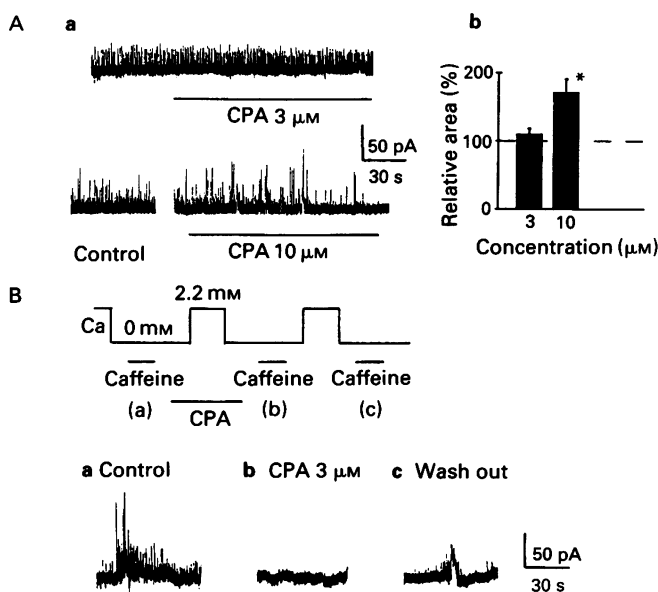 A
a
CPA 3 μM
50 pA
30 s
Control
CPA 10 μM
b
Relative area (%)
200
100
0
3
10
*
Concentration (μM)
B
Ca
0 mM
2.2 mM
Caffeine
Caffeine
Caffeine
(a)
CPA
(b)
(c)
a Control
b CPA 3 μM
c Wash out
50 pA
30 s